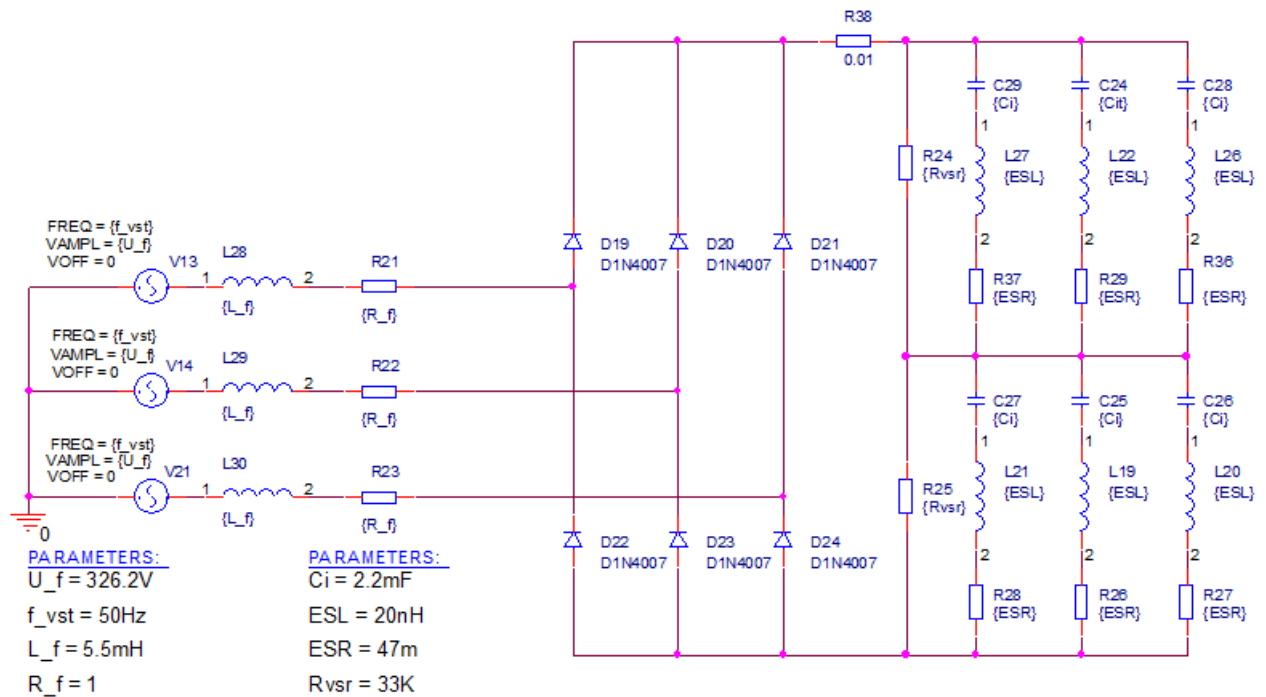 R38
0.01
C29
{Ci}
C24
{Cit}
C28
{Ci}
1
1
1
R24
{Rvsr}
L27
{ESL}
L22
{ESL}
L26
{ESL}
2
2
2
R37
{ESR}
R29
{ESR}
R36
{ESR}
D19
D1N4007
D20
D1N4007
D21
D1N4007
FREQ = {f_vst}
VAMPL = {U_f}
VOFF = 0
V13
1
L28
2
{L_f}
R21
{R_f}
FREQ = {f_vst}
VAMPL = {U_f}
VOFF = 0
V14
1
L29
2
{L_f}
R22
{R_f}
FREQ = {f_vst}
VAMPL = {U_f}
VOFF = 0
V21
1
L30
2
{L_f}
R23
{R_f}
0
C27
{Ci}
C25
{Ci}
C26
{Ci}
1
1
1
R25
{Rvsr}
L21
{ESL}
L19
{ESL}
L20
{ESL}
2
2
2
D22
D1N4007
D23
D1N4007
D24
D1N4007
R28
{ESR}
R26
{ESR}
R27
{ESR}
PARAMETERS:
U_f = 326.2V
f_vst = 50Hz
L_f = 5.5mH
R_f = 1
PARAMETERS:
Ci = 2.2mF
ESL = 20nH
ESR = 47m
Rvsr = 33K